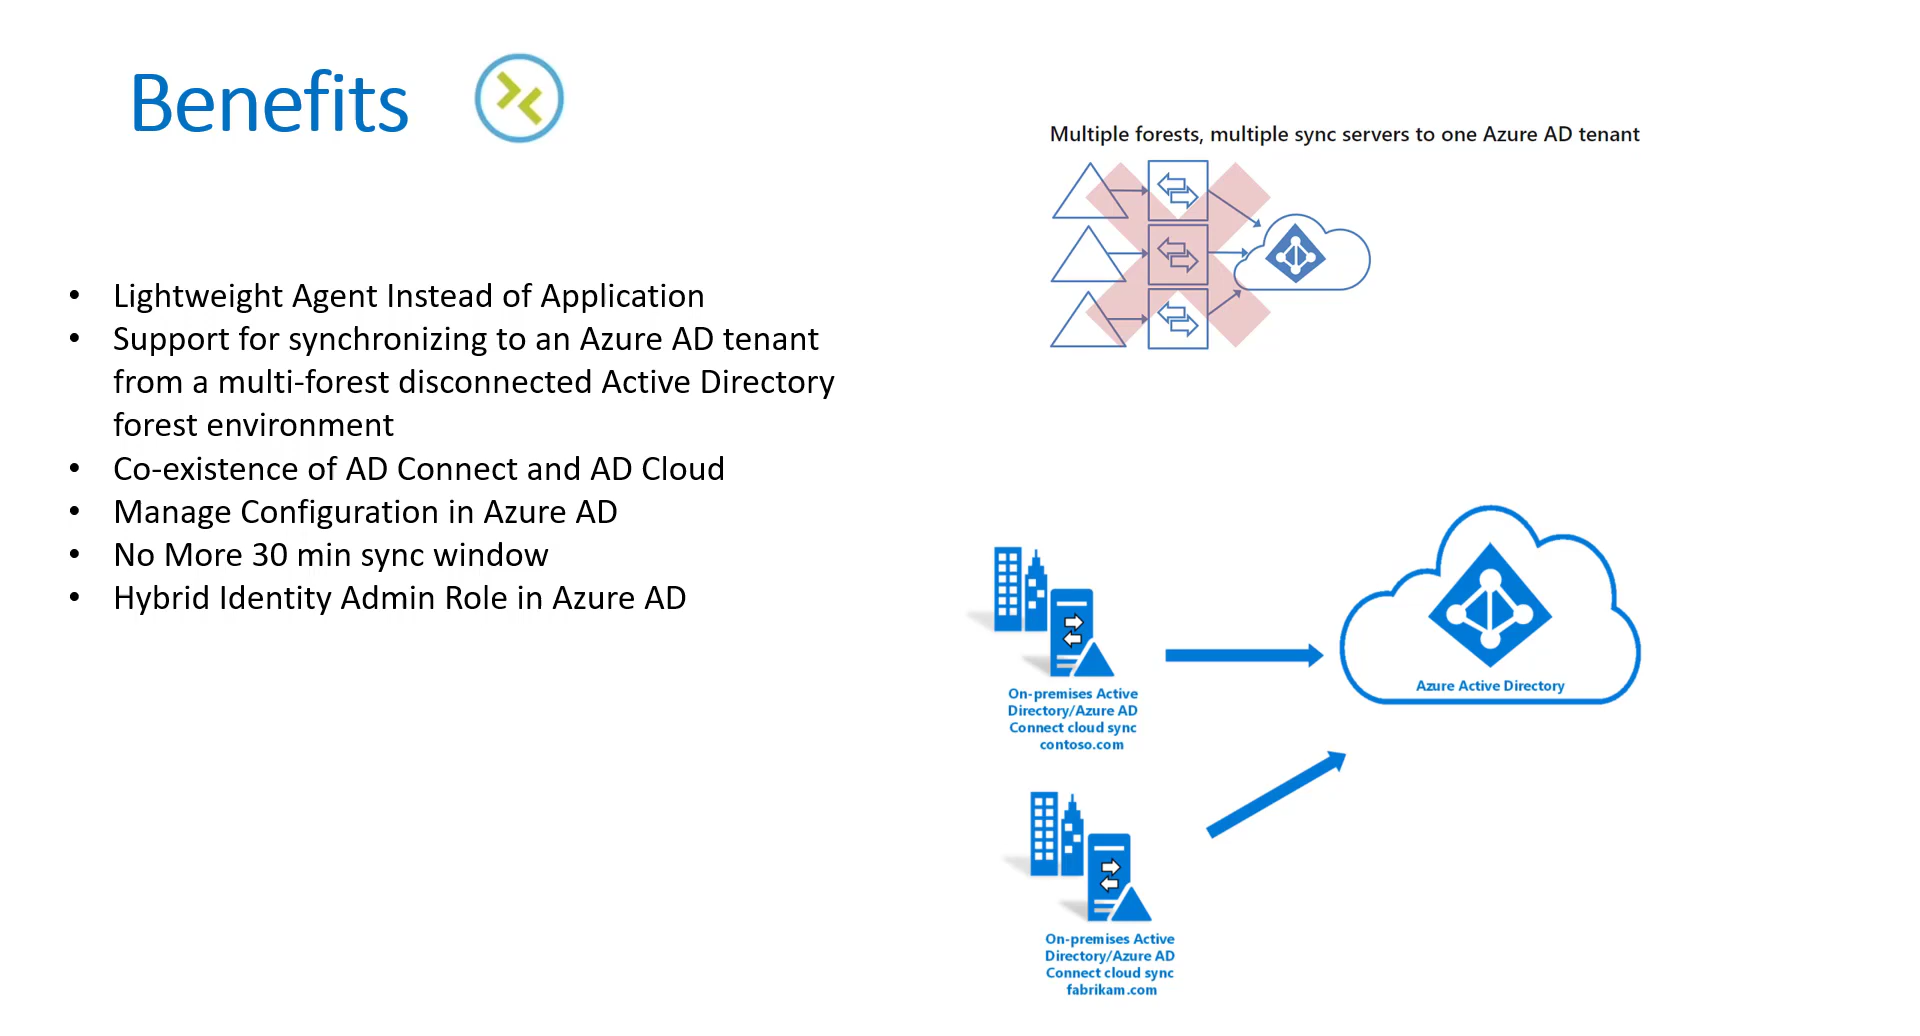 Benefits
• Lightweight Agent Instead of Application
• Support for synchronizing to an Azure AD tenant
from a multi-forest disconnected Active Directory
forest environment
• Co-existence of AD Connect and AD Cloud
• Manage Configuration in Azure AD
• No More 30 min sync window
• Hybrid Identity Admin Role in Azure AD
Multiple forests, multiple sync servers to one Azure AD tenant
On-premises Active
Directory/Azure AD
Connect cloud sync
contoso.com
Azure Active Directory
On-premises Active
Directory/Azure AD
Connect cloud sync
fabrikam.com